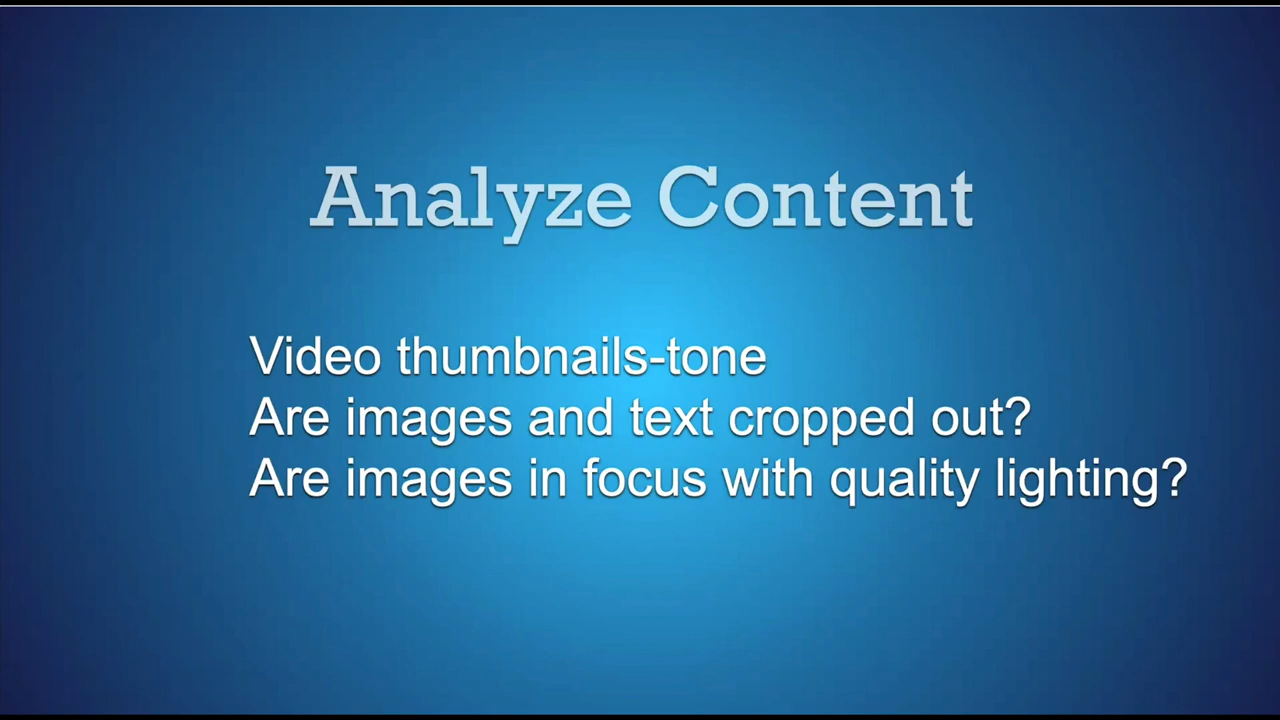 Analyze Content
Video thumbnails-tone
Are images and text cropped out?
Are images in focus with quality lighting?